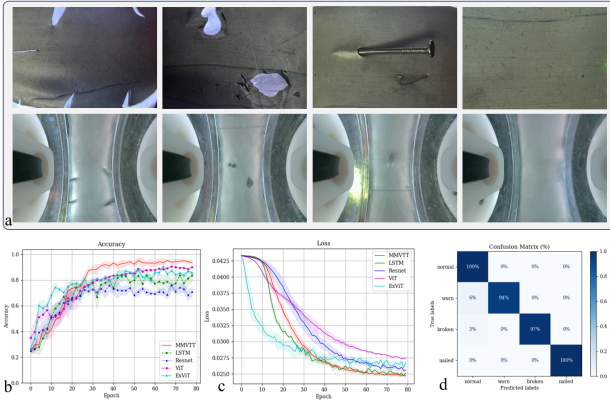 a
Accuracy
1.0
0.8
0.6
0.4
0.2
0.0
Accuracy
0 10 20 30 40 50 60 70 80
Epoch
MMVTT
LSTM
Resnet
ViT
ExViT
b
Loss
0.0425
0.0400
0.0375
0.0350
0.0325
0.0300
0.0275
0.0250
Loss
0 10 20 30 40 50 60 70 80
Epoch
MMVTT
LSTM
Resnet
ViT
ExViT
c
Confusion Matrix (%)
True labels
normal 100% 0% 0% 0%
worn 6% 94% 0% 0%
broken 3% 0% 97% 0%
nailed 0% 0% 0% 100%
normal worn broken nailed
Predicted labels
1.0
0.8
0.6
0.4
0.2
0.0
d